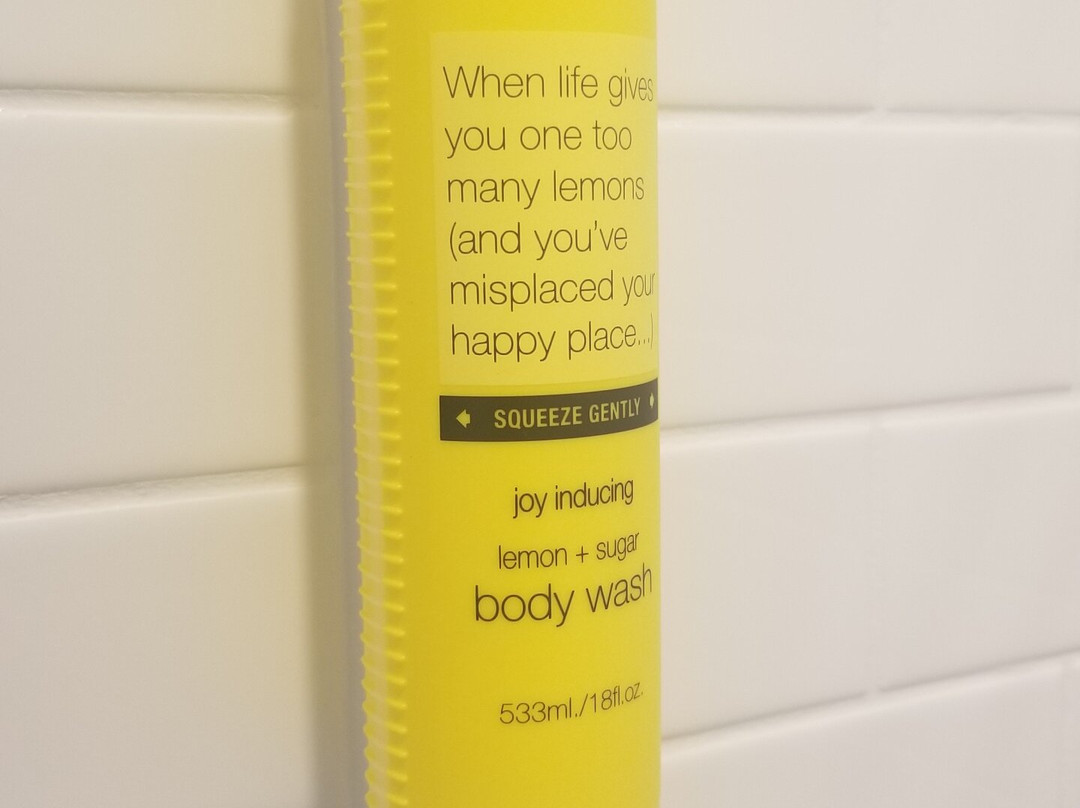 When life gives
you one too
many lemons
(and you've
misplaced your
happy place...)
SQUEEZE GENTLY
joy inducing
lemon + sugar
body wash
533ml./18fl.oz.